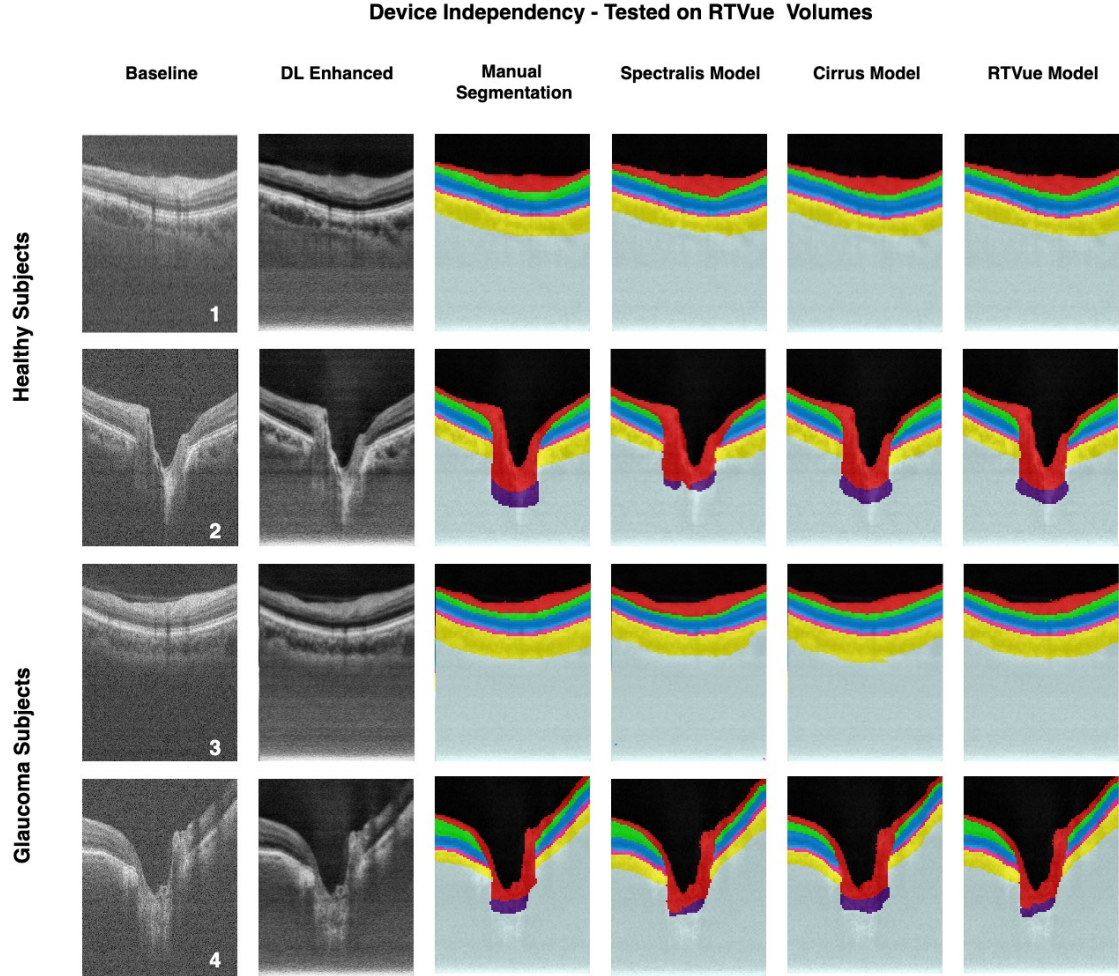 Device Independency - Tested on RTVue Volumes
Baseline
DL Enhanced
Manual
Segmentation
Spectralis Model
Cirrus Model
RTVue Model
Healthy Subjects
1
2
Glaucoma Subjects
3
4